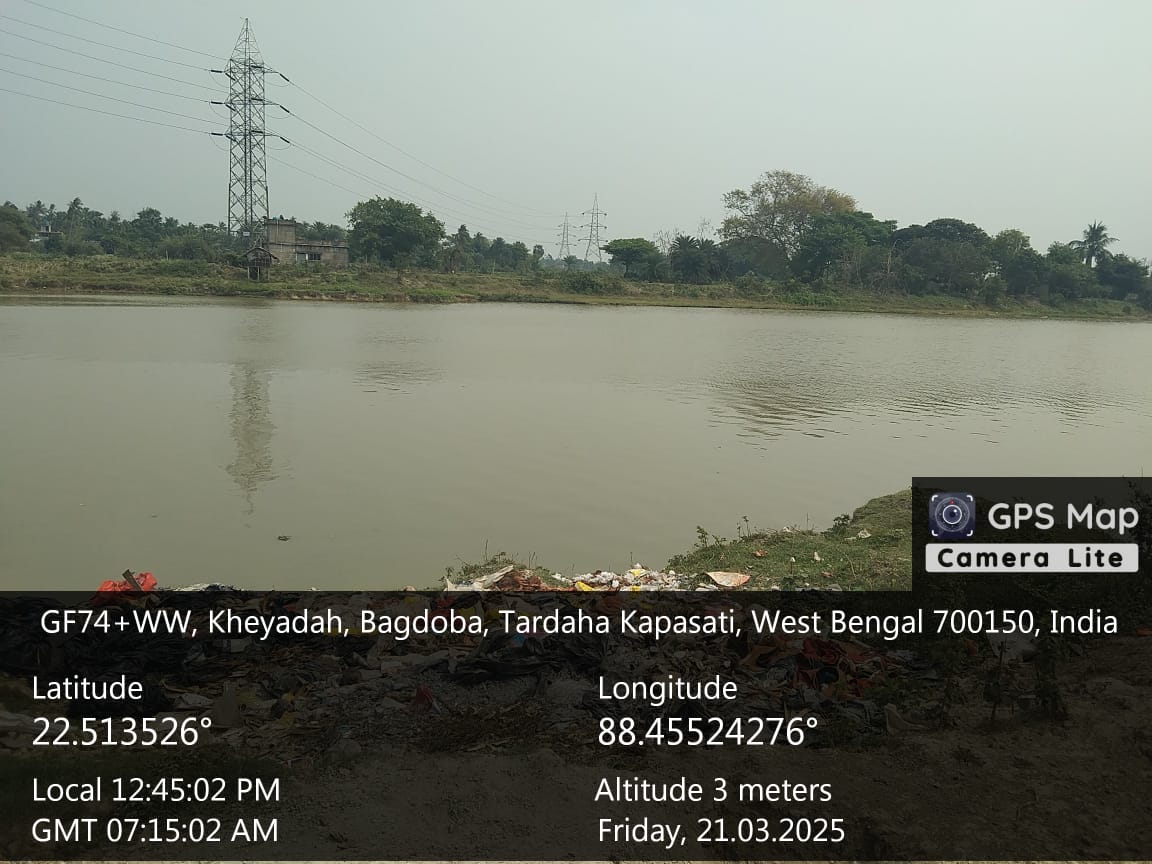 GPS Map
Camera Lite
GF74+WW, Kheyadah, Bagdoba, Tardaha Kapasati, West Bengal 700150, India
Latitude
22.513526°
Longitude
88.45524276°
Local 12:45:02 PM
GMT 07:15:02 AM
Altitude 3 meters
Friday, 21.03.2025